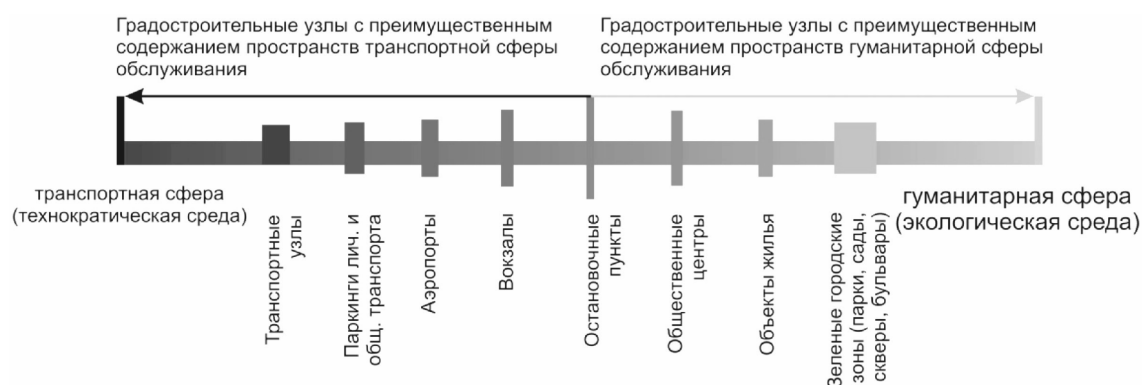 Градостроительные узлы с преимущественным
содержанием пространств транспортной сферы
обслуживания
Градостроительные узлы с преимущественным
содержанием пространств гуманитарной сферы
обслуживания
транспортная сфера
(технократическая среда)
гуманитарная сфера
(экологическая среда)
Транспортные
узлы
Паркинги лич. и
общ. транспорта
Аэропорты
Вокзалы
Остановочные
пункты
Общественные
центры
Объекты жилья
Зеленые городские
зоны (парки, сады,
скверы, бульвары)